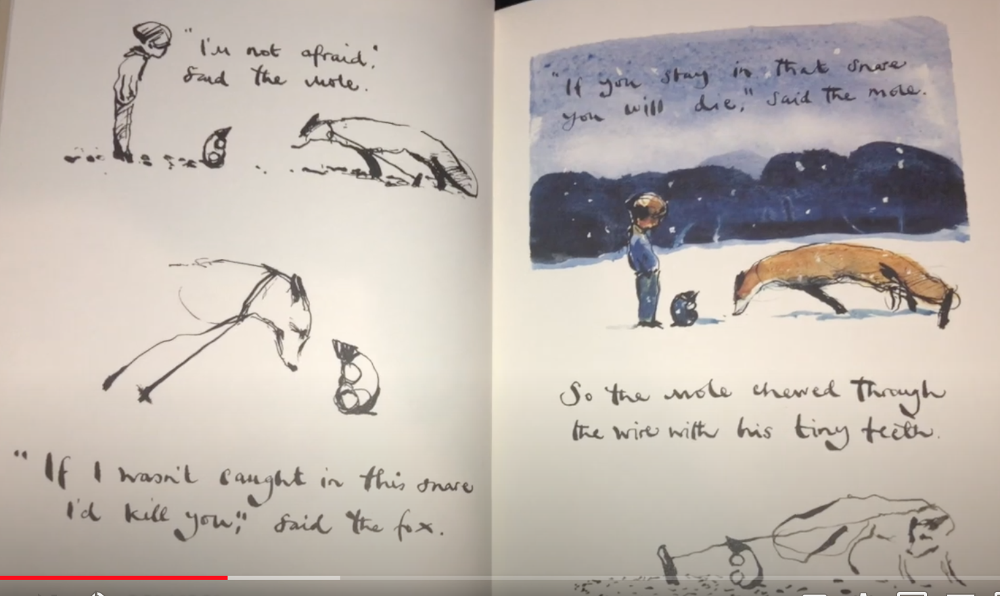 "I'm not afraid,"
said the mole.
"If I wasn't caught in this snare
I'd kill you," said the fox.
"If you stay in that snare
you will die," said the mole.
So the mole chewed through
the wire with his tiny teeth.